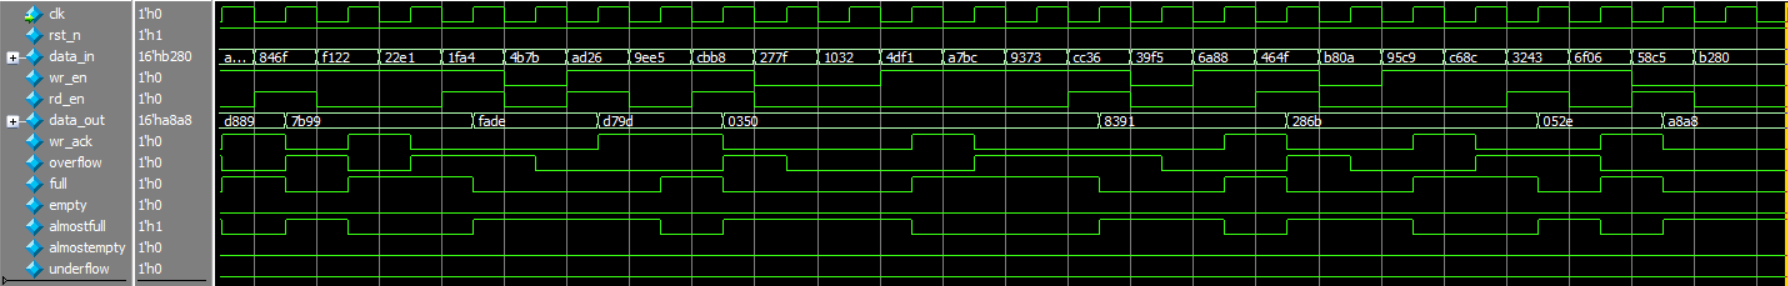 clk 1'h0
rst_n 1'h1
data_in 16'hb280 a... 846f f122 22e1 1fa4 4b7b ad26 9ee5 cbb8 277f 1032 4df1 a7bc 9373 cc36 39f5 6a88 464f b80a 95c9 c68c 3243 6f06 58c5 b280
wr_en 1'h0
rd_en 1'h0
data_out 16'ha8a8 d889 7b99 fade d79d 0350 8391 286b 052e a8a8
wr_ack 1'h0
overflow 1'h0
full 1'h0
empty 1'h0
almostfull 1'h1
almostempty 1'h0
underflow 1'h0